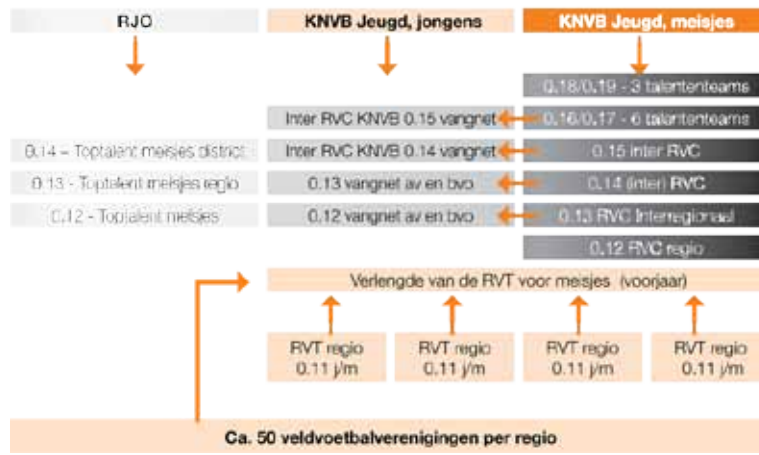 RJO
KNVB Jeugd, jongens
KNVB Jeugd, meisjes
0.18/0.19 - 3 talententeams
Inter RVC KNVB 0.15 vangnet
0.16/0.17 - 6 talententeams
0.14 – Toptalent meisjes district
Inter RVC KNVB 0.14 vangnet
0.15 inter RVC
0.13 - Toptalent meisjes regio
0.13 vangnet av en bvo
0.14 (inter) RVC
0.12 - Toptalent meisjes
0.12 vangnet av en bvo
0.13 RVC Interregionaal
0.12 RVC regio
Verlengde van de RVT voor meisjes (voorjaar)
RVT regio
0.11 j/m
RVT regio
0.11 j/m
RVT regio
0.11 j/m
RVT regio
0.11 j/m
Ca. 50 veldvoetbalverenigingen per regio